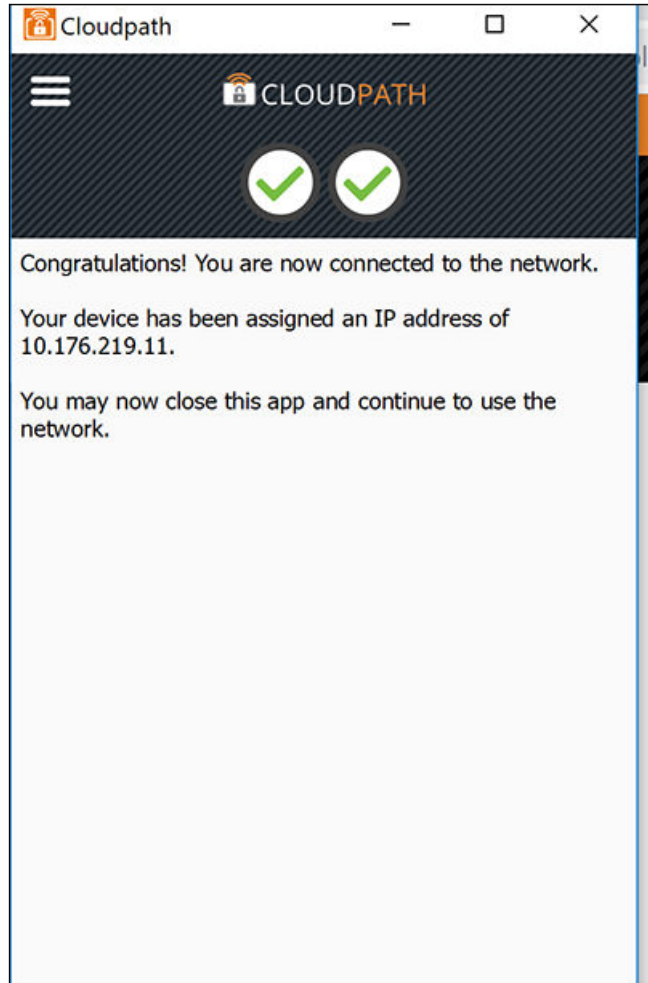 Cloudpath
CLOUDPATH
Congratulations! You are now connected to the network.
Your device has been assigned an IP address of
10.176.219.11.
You may now close this app and continue to use the
network.